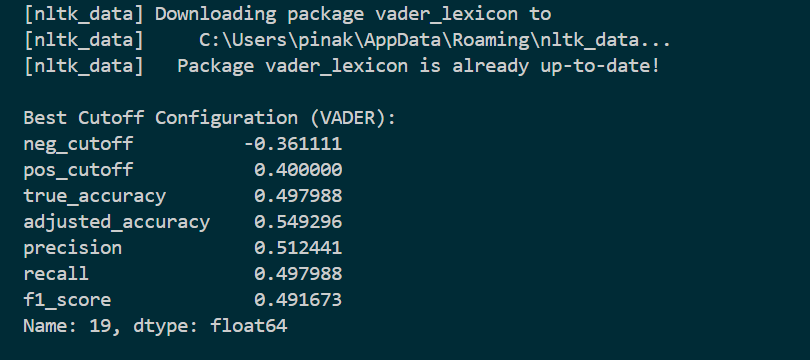 [nltk_data] Downloading package vader_lexicon to
[nltk_data]     C:\Users\pinak\AppData\Roaming\nltk_data...
[nltk_data]   Package vader_lexicon is already up-to-date!

Best Cutoff Configuration (VADER):
neg_cutoff          -0.361111
pos_cutoff           0.400000
true_accuracy        0.497988
adjusted_accuracy    0.549296
precision            0.512441
recall               0.497988
f1_score             0.491673
Name: 19, dtype: float64